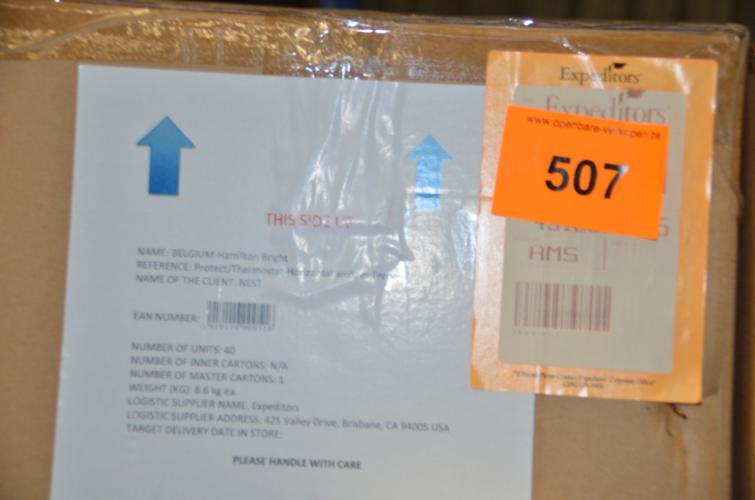 THIS SIDE UP
NAME: BELGIUM-Hamilton Bright
REFERENCE: Protect/Thermostat-Horizontal
NAME OF THE CLIENT: NEST
EAN NUMBER:
NUMBER OF UNITS: 40
NUMBER OF INNER CARTONS: N/A
NUMBER OF MASTER CARTONS: 1
WEIGHT (KG): 8.6 kg ea.
LOGISTIC SUPPLIER NAME: Expeditors
LOGISTIC SUPPLIER ADDRESS: 425 Valley Drive, Brisbane, CA 94005 USA
TARGET DELIVERY DATE IN STORE:
PLEASE HANDLE WITH CARE
Expeditors
Expeditors
www.openbare-verkopen.be
507
AMS